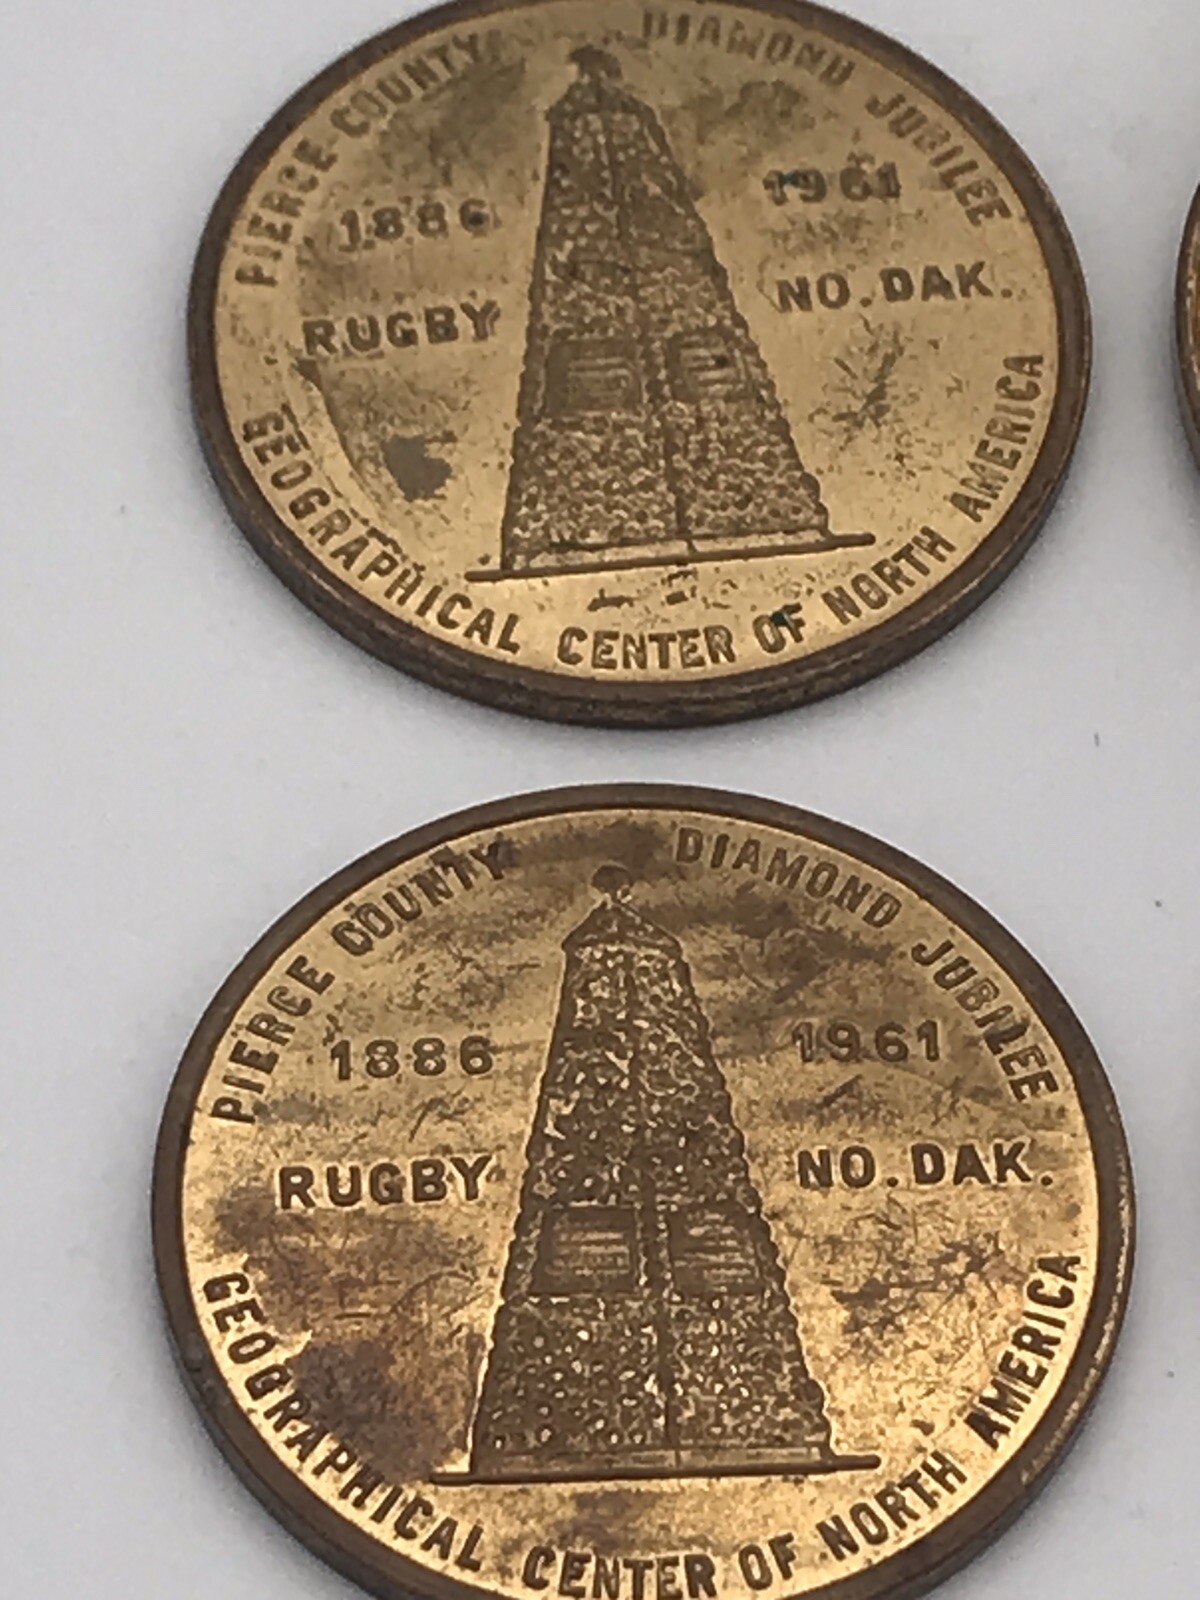 PIERCE COUNTY DIAMOND JUBILEE
1886 1961
RUGBY NO. DAK.
GEOGRAPHICAL CENTER OF NORTH AMERICA
PIERCE COUNTY DIAMOND JUBILEE
1886 1961
RUGBY NO. DAK.
GEOGRAPHICAL CENTER OF NORTH AMERICA